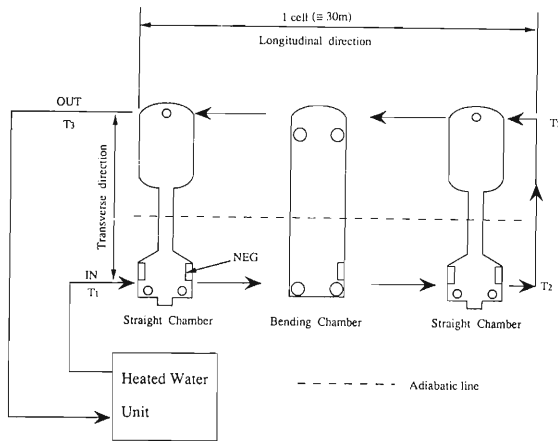 1 cell (≅ 30m)
Longitudinal direction
OUT
T3
Transverse direction
NEG
IN
T1
T2
Straight Chamber
Bending Chamber
Straight Chamber
Heated Water
Unit
Adiabatic line